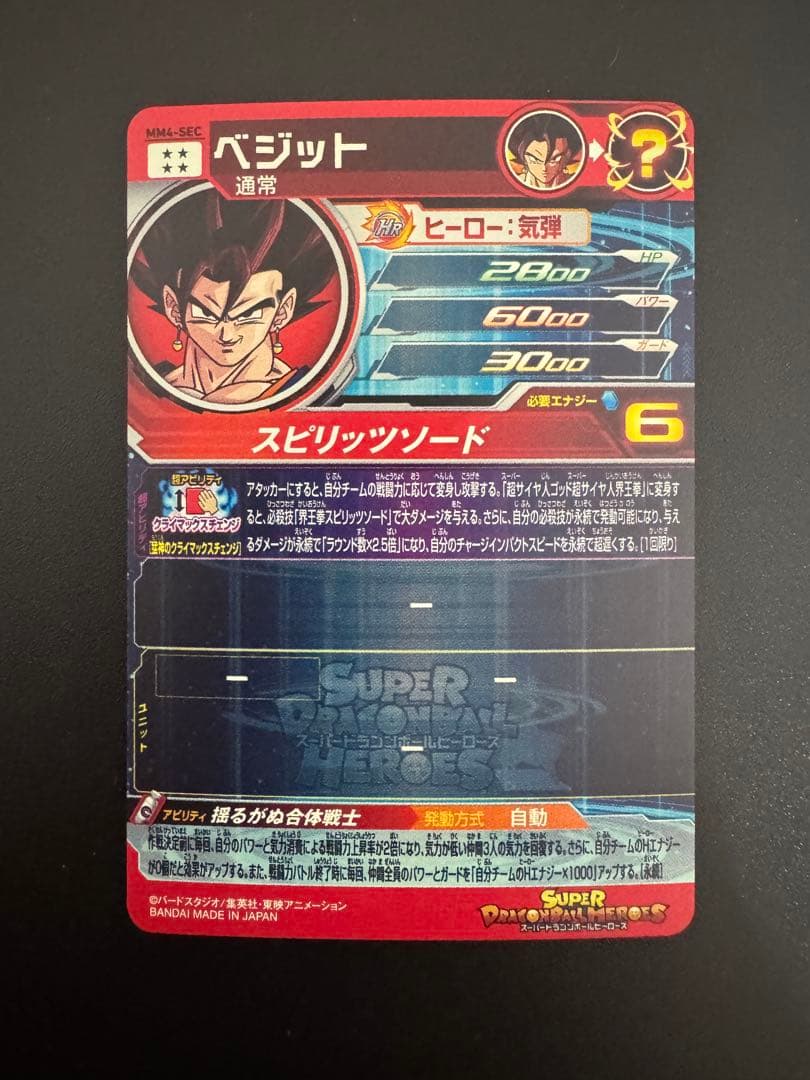 MM4-SEC
ベジット
通常
?
HR ヒーロー:気弾
HP
2800
パワー
6000
ガード
3000
必要エナジー 6
スピリッツソード
超アビリティ
超アビリティ
クライマックスチェンジ
アタッカーにすると、自分チームの戦闘力に応じて変身し攻撃する。「超サイヤ人ゴッド超サイヤ人界王拳」に変身す
ると、必殺技「界王拳スピリッツソード」で大ダメージを与える。さらに、自分の必殺技が永続で発動可能になり、与え
るダメージが永続で「ラウンド数×2.5倍」になり、自分のチャージインパクトスピードを永続で超遅くする。[1回限り]
ー
ー ー
ユニット
ー
SUPER
DRAGONBALL
スーパードラゴンボールヒーローズ
HEROES
アビリティ 揺るがぬ合体戦士 発動方式 自動
作戦決定前に毎回、自分のパワーと気力消費による戦闘力上昇率が2倍になり、気力が低い仲間3人の気力を回復する。さらに、自分チームのHエナジー
が0個だと効果がアップする。また、戦闘力バトル終了時に毎回、仲間全員のパワーとガードを「自分チームのHエナジー×1000」アップする。[永続]
©バードスタジオ/集英社・東映アニメーション
BANDAI MADE IN JAPAN
SUPER
DRAGONBALL HEROES
スーパードラゴンボールヒーローズ